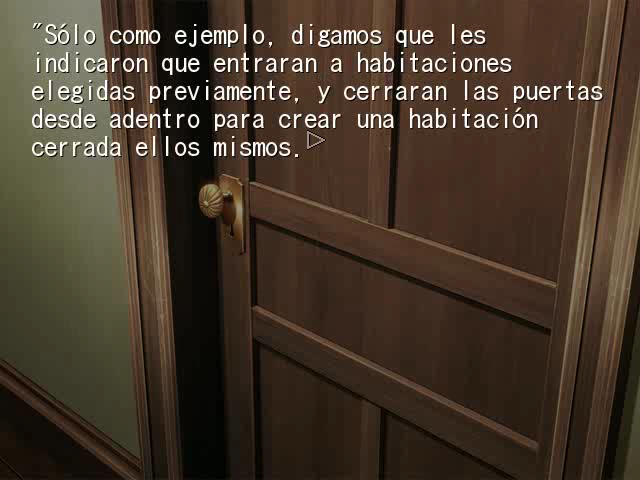 "Sólo como ejemplo, digamos que les
indicaron que entraran a habitaciones
elegidas previamente, y cerraran las puertas
desde adentro para crear una habitación
cerrada ellos mismos.